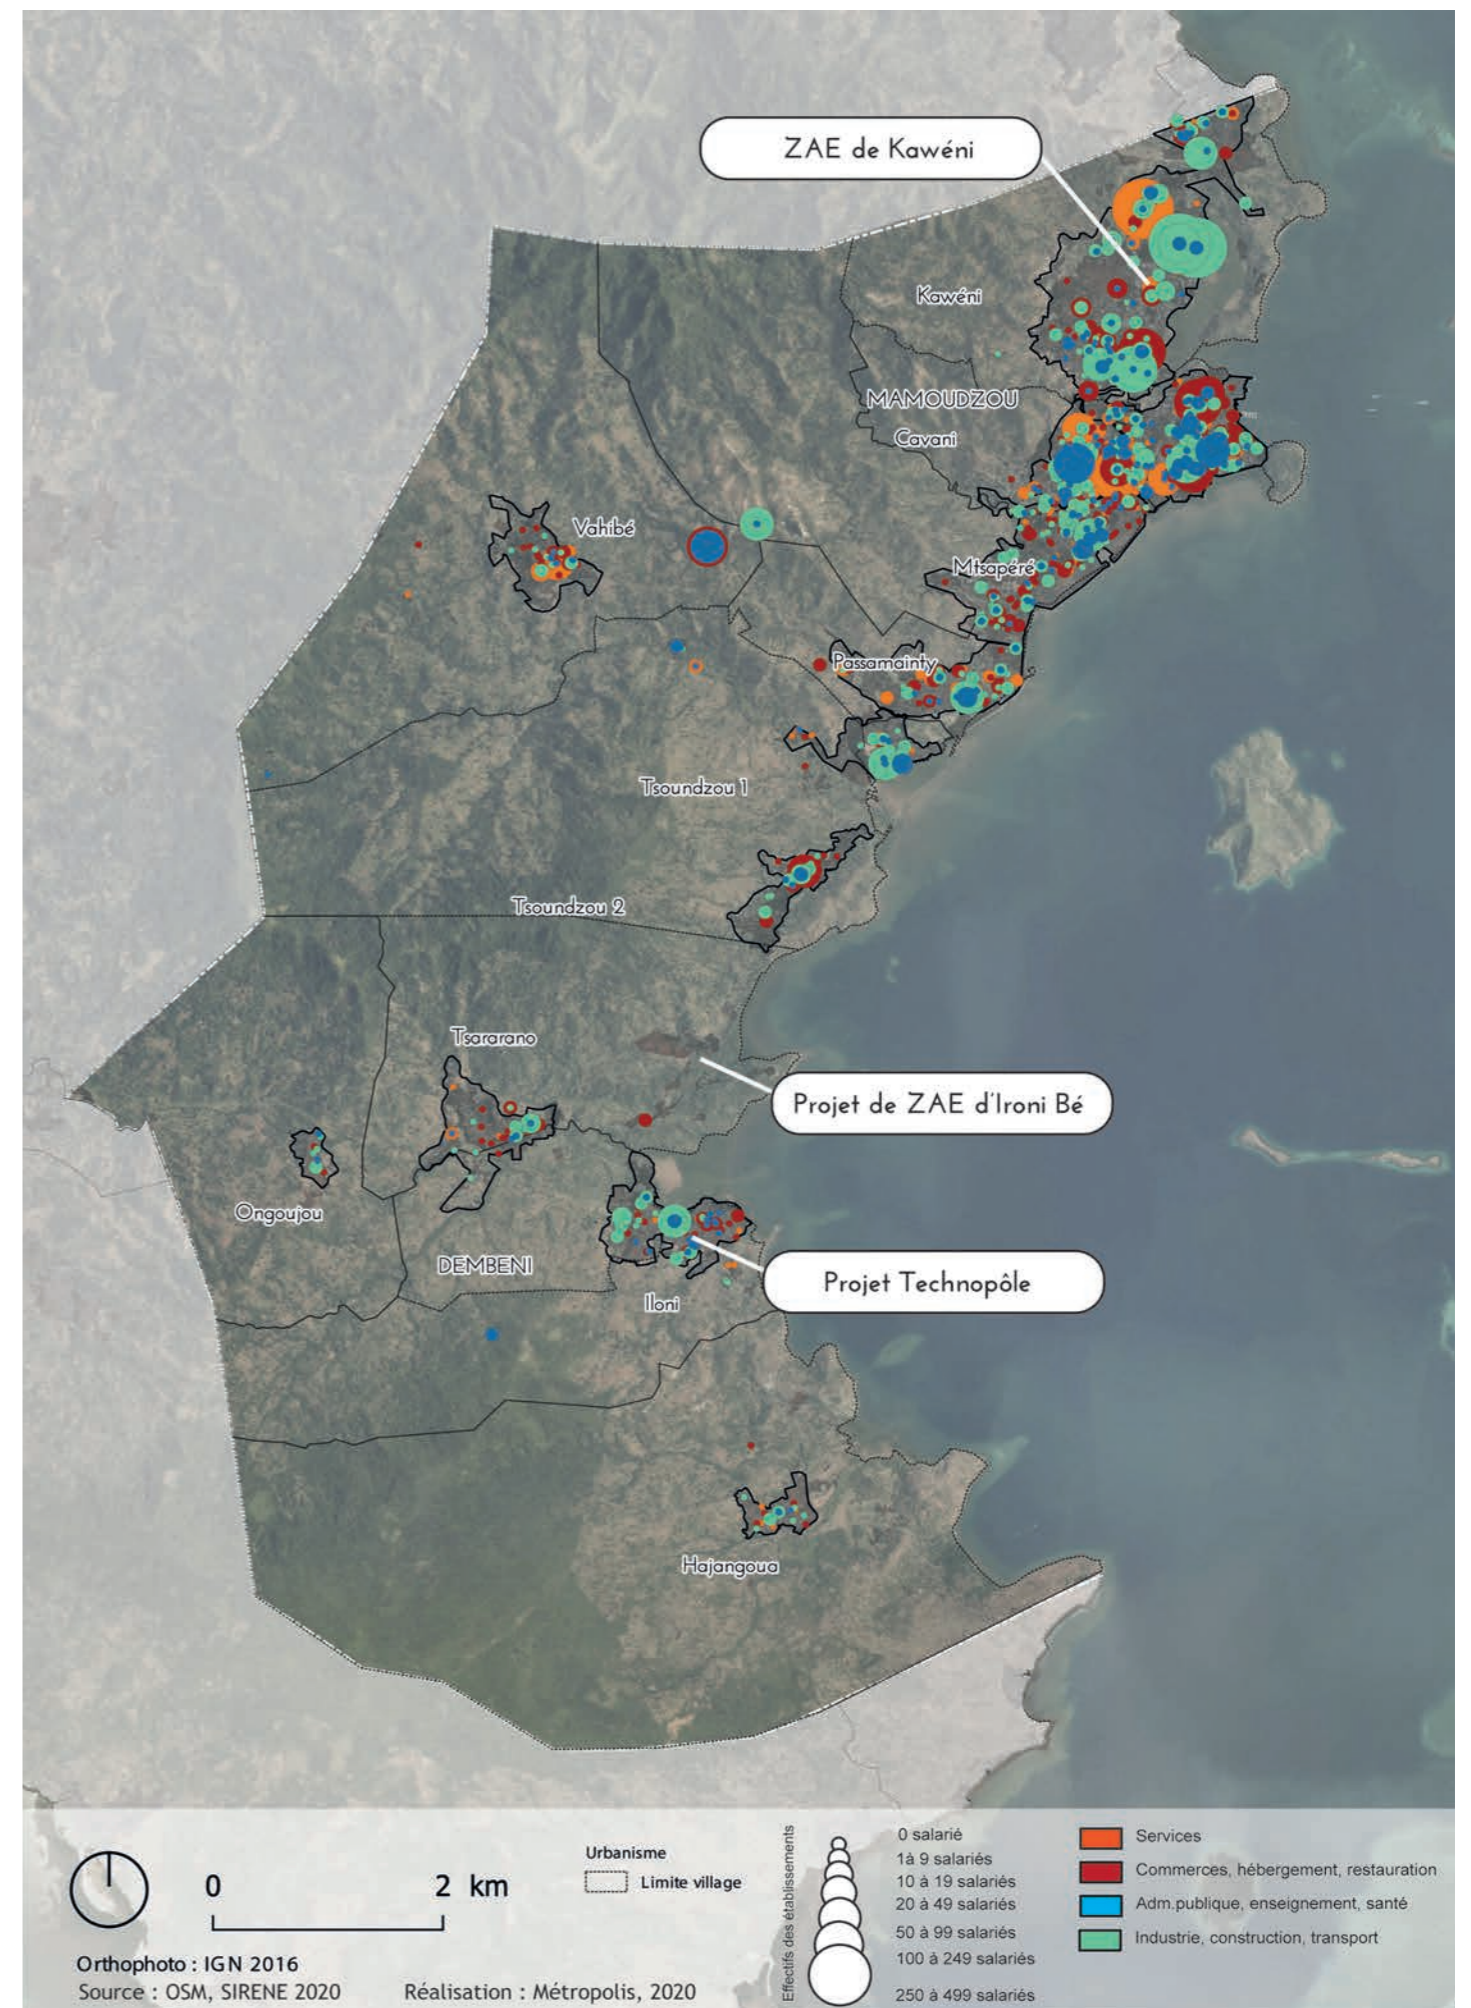 ZAE de Kawéni
Kawéni
MAMOUDZOU
Cavani
Vahibé
Mtsapéré
Passamainty
Tsoundzou 1
Tsoundzou 2
Tsararano
Projet de ZAE d'Ironi Bé
Ongoujou
DEMBENI
Projet Technopôle
Iloni
Hajangoua
0 2 km
Orthophoto : IGN 2016
Source : OSM, SIRENE 2020 Réalisation : Métropolis, 2020
Urbanisme
Limite village
Effectifs des établissements
0 salarié
1à 9 salariés
10 à 19 salariés
20 à 49 salariés
50 à 99 salariés
100 à 249 salariés
250 à 499 salariés
Services
Commerces, hébergement, restauration
Adm.publique, enseignement, santé
Industrie, construction, transport